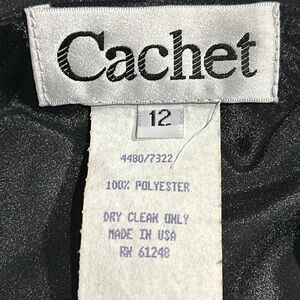 Cachet
12
4480/7322
100% POLYESTER
DRY CLEAN ONLY
MADE IN USA
RN 61248